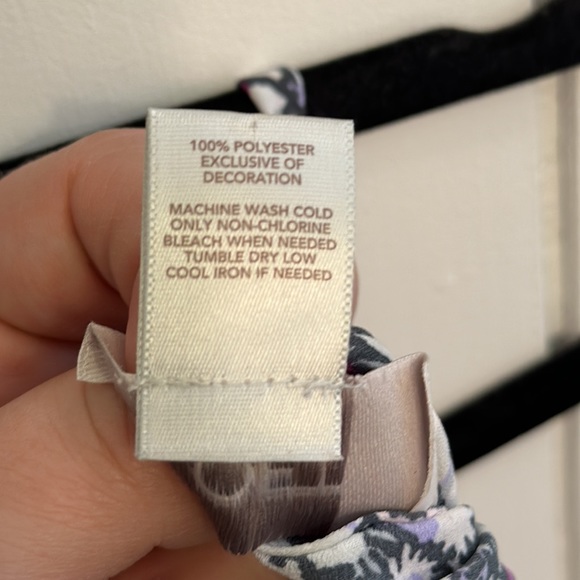 100% POLYESTER
EXCLUSIVE OF
DECORATION
MACHINE WASH COLD
ONLY NON-CHLORINE
BLEACH WHEN NEEDED
TUMBLE DRY LOW
COOL IRON IF NEEDED